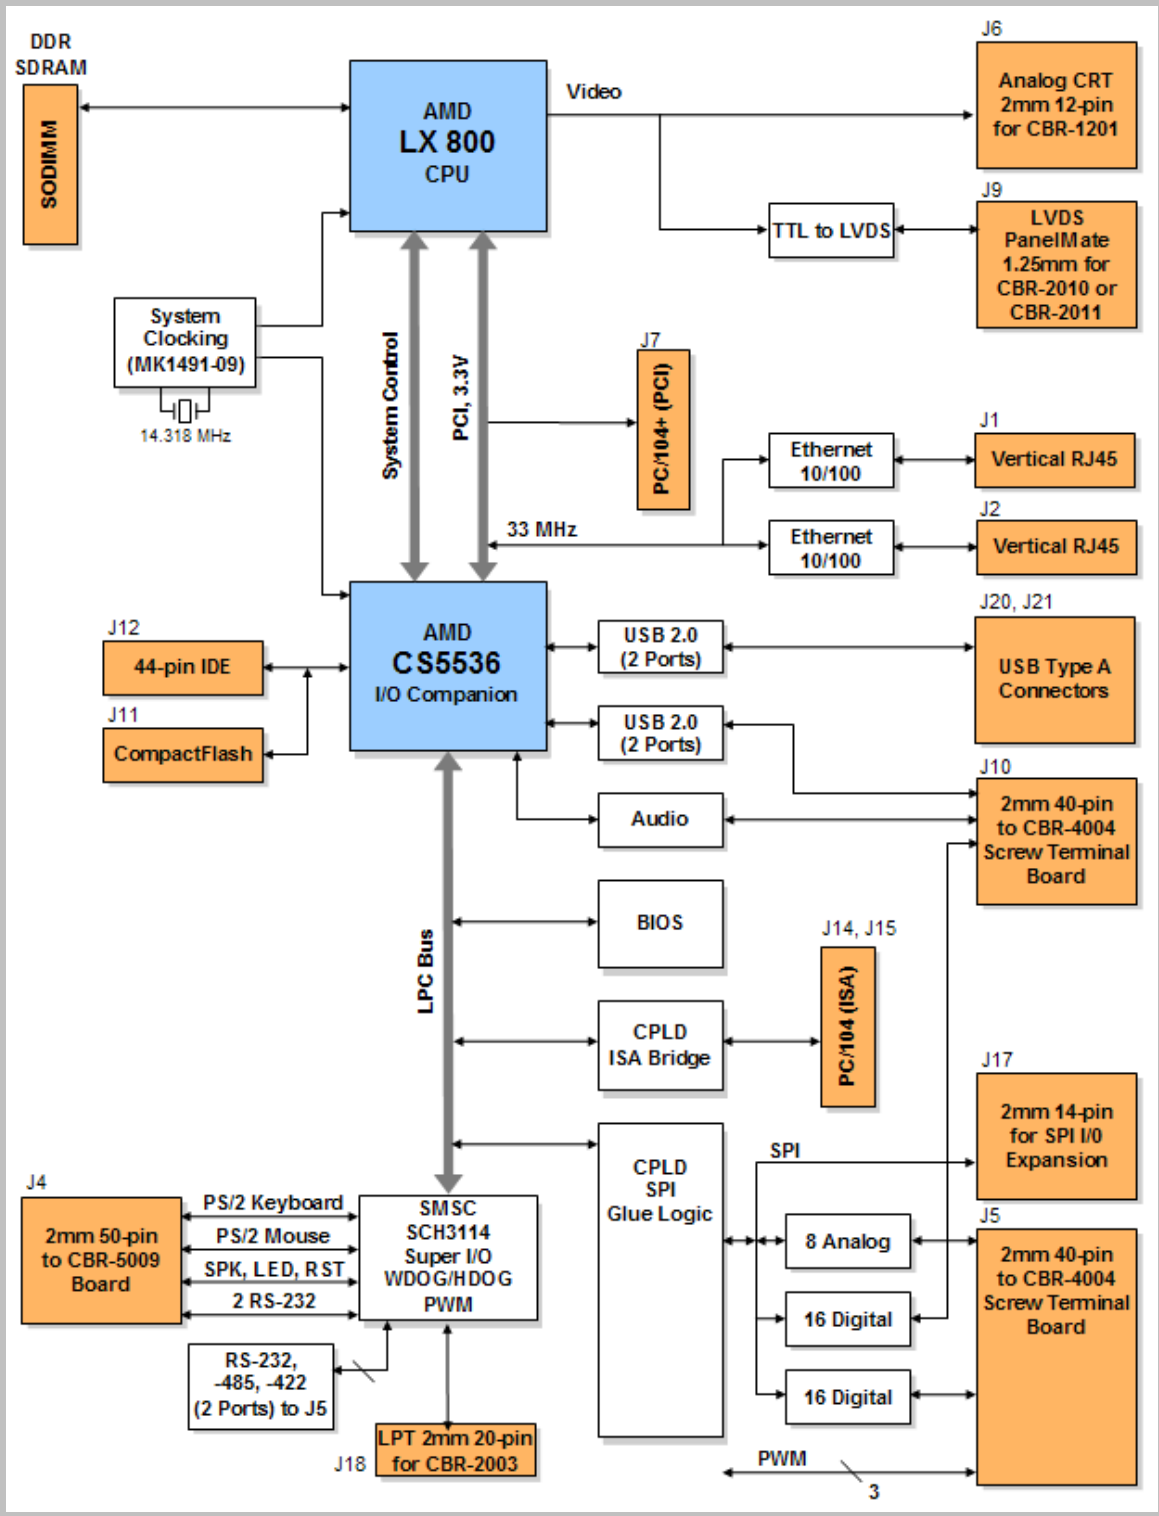 DDR
SDRAM
SODIMM
AMD
LX 800
CPU
Video
J6
Analog CRT
2mm 12-pin
for CBR-1201
J9
LVDS
PanelMate
1.25mm for
CBR-2010 or
CBR-2011
TTL to LVDS
System
Clocking
(MK1491-09)
14.318 MHz
System Control
PCI, 3.3V
J7
PC/104+ (PCI)
33 MHz
Ethernet
10/100
J1
Vertical RJ45
Ethernet
10/100
J2
Vertical RJ45
J12
44-pin IDE
J11
CompactFlash
AMD
CS5536
I/O Companion
USB 2.0
(2 Ports)
J20, J21
USB Type A
Connectors
USB 2.0
(2 Ports)
Audio
J10
2mm 40-pin
to CBR-4004
Screw Terminal
Board
LPC Bus
BIOS
CPLD
ISA Bridge
J14, J15
PC/104 (ISA)
CPLD
SPI
Glue Logic
SPI
J17
2mm 14-pin
for SPI I/0
Expansion
8 Analog
16 Digital
16 Digital
J5
2mm 40-pin
to CBR-4004
Screw Terminal
Board
PWM
3
J4
2mm 50-pin
to CBR-5009
Board
PS/2 Keyboard
PS/2 Mouse
SPK, LED, RST
2 RS-232
SMSC
SCH3114
Super I/O
WDOG/HDOG
PWM
RS-232,
-485, -422
(2 Ports) to J5
J18
LPT 2mm 20-pin
for CBR-2003